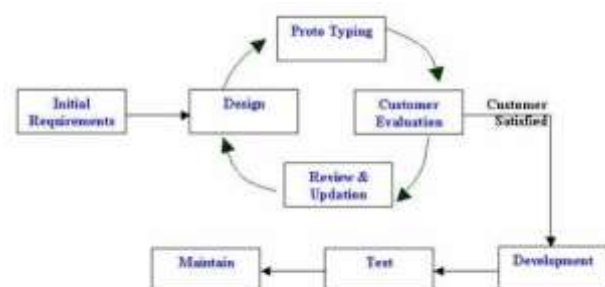 Proto Typing
Initial
Requirements
Design
Customer
Evaluation
Customer
Satisfied
Review &
Updation
Maintain
Test
Development